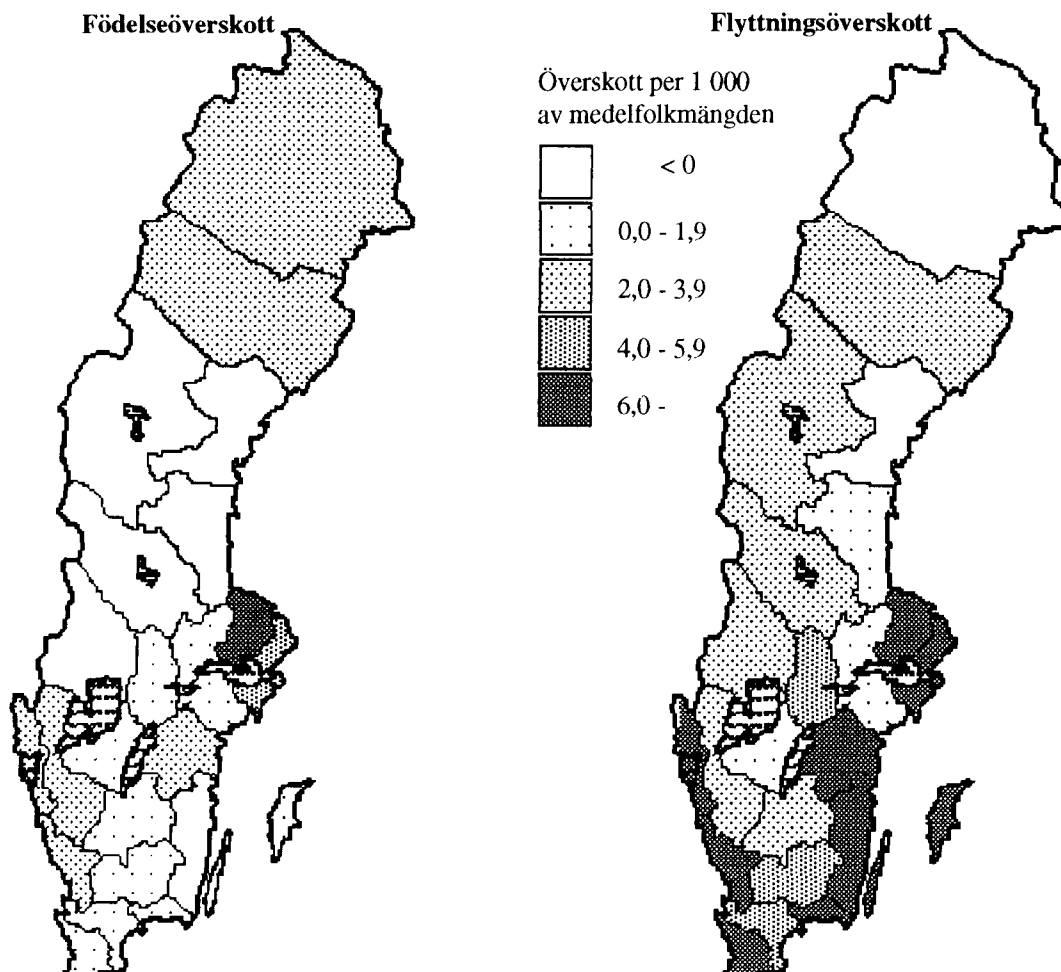 Födelseöverskott
Flyttningsöverskott
Överskott per 1 000
av medelfolkmängden
< 0
0,0 - 1,9
2,0 - 3,9
4,0 - 5,9
6,0 -